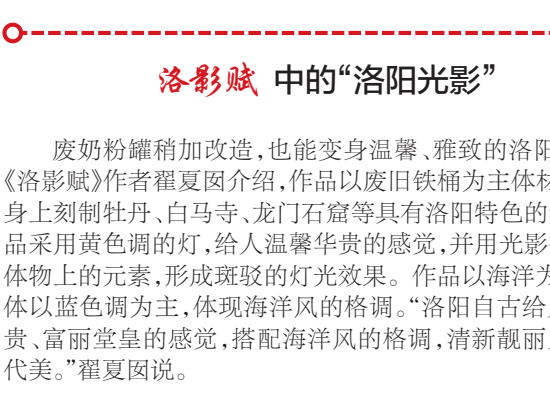 洛影赋 中的“洛阳光影”
废奶粉罐稍加改造,也能变身温馨、雅致的洛阳
《洛影赋》作者翟夏囡介绍,作品以废旧铁桶为主体材
身上刻制牡丹、白马寺、龙门石窟等具有洛阳特色的
品采用黄色调的灯,给人温馨华贵的感觉,并用光影
体物上的元素,形成斑驳的灯光效果。作品以海洋为
体以蓝色调为主,体现海洋风的格调。“洛阳自古给
贵、富丽堂皇的感觉,搭配海洋风的格调,清新靓丽
代美。”翟夏囡说。